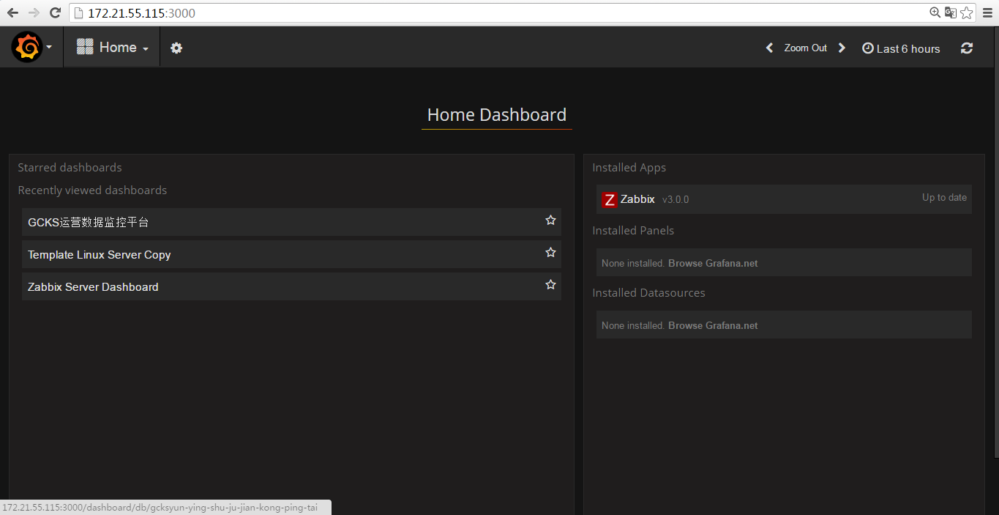 172.21.55.115:3000
Home
Zoom Out
Last 6 hours
Home Dashboard
Starred dashboards
Recently viewed dashboards
GCKS运营数据监控平台
Template Linux Server Copy
Zabbix Server Dashboard
Installed Apps
Z Zabbix v3.0.0 Up to date
Installed Panels
None installed. Browse Grafana.net
Installed Datasources
None installed. Browse Grafana.net
172.21.55.115:3000/dashboard/db/gcksyun-ying-shu-ju-jian-kong-ping-tai